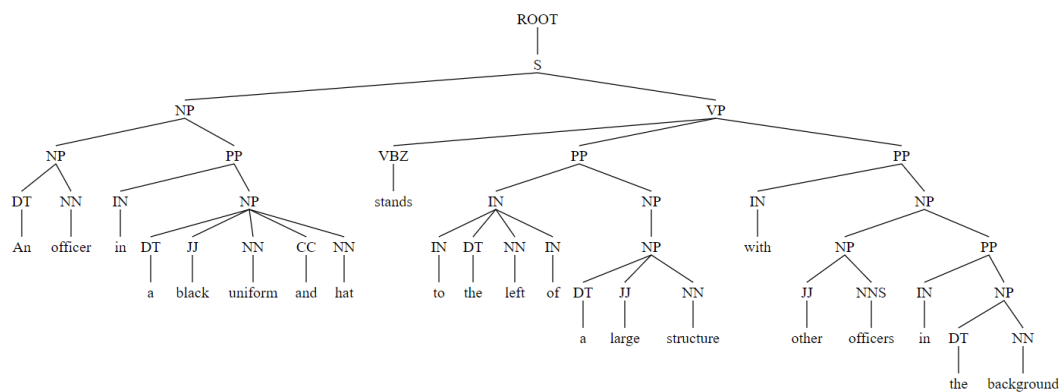 ROOT
S
NP VP
NP PP VBZ PP PP
DT NN IN NP stands IN NP IN NP
An officer in DT JJ NN CC NN IN DT NN IN NP with NP PP
a black uniform and hat to the left of DT JJ NN JJ NNS IN NP
a large structure other officers in DT NN
the background